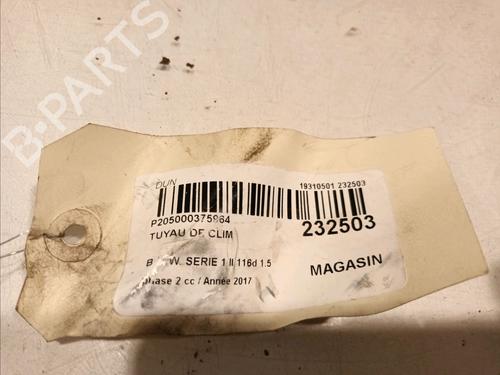 B-PARTS
DUN
19310501 232503
P205000375964
232503
TUYAU DE CLIM
SERIE 1 II 116d 1.5
MAGASIN
phase 2 cc / Année 2017